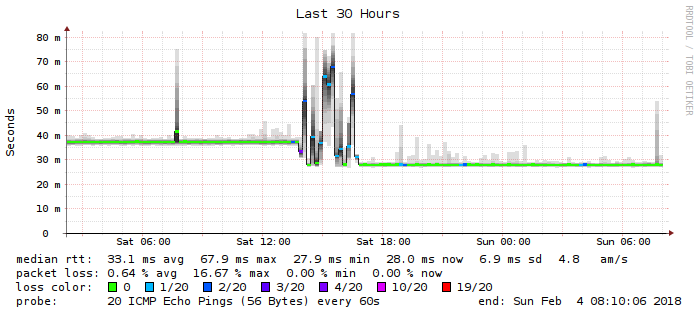 Last 30 Hours
RRDTOOL / TOBI OETIKER
Seconds
80 m
70 m
60 m
50 m
40 m
30 m
20 m
10 m
0
Sat 06:00 Sat 12:00 Sat 18:00 Sun 00:00 Sun 06:00
median rtt: 33.1 ms avg 67.9 ms max 27.9 ms min 28.0 ms now 6.9 ms sd 4.8 am/s
packet loss: 0.64 % avg 16.67 % max 0.00 % min 0.00 % now
loss color: 0 1/20 2/20 3/20 4/20 10/20 19/20
probe: 20 ICMP Echo Pings (56 Bytes) every 60s end: Sun Feb 4 08:10:06 2018